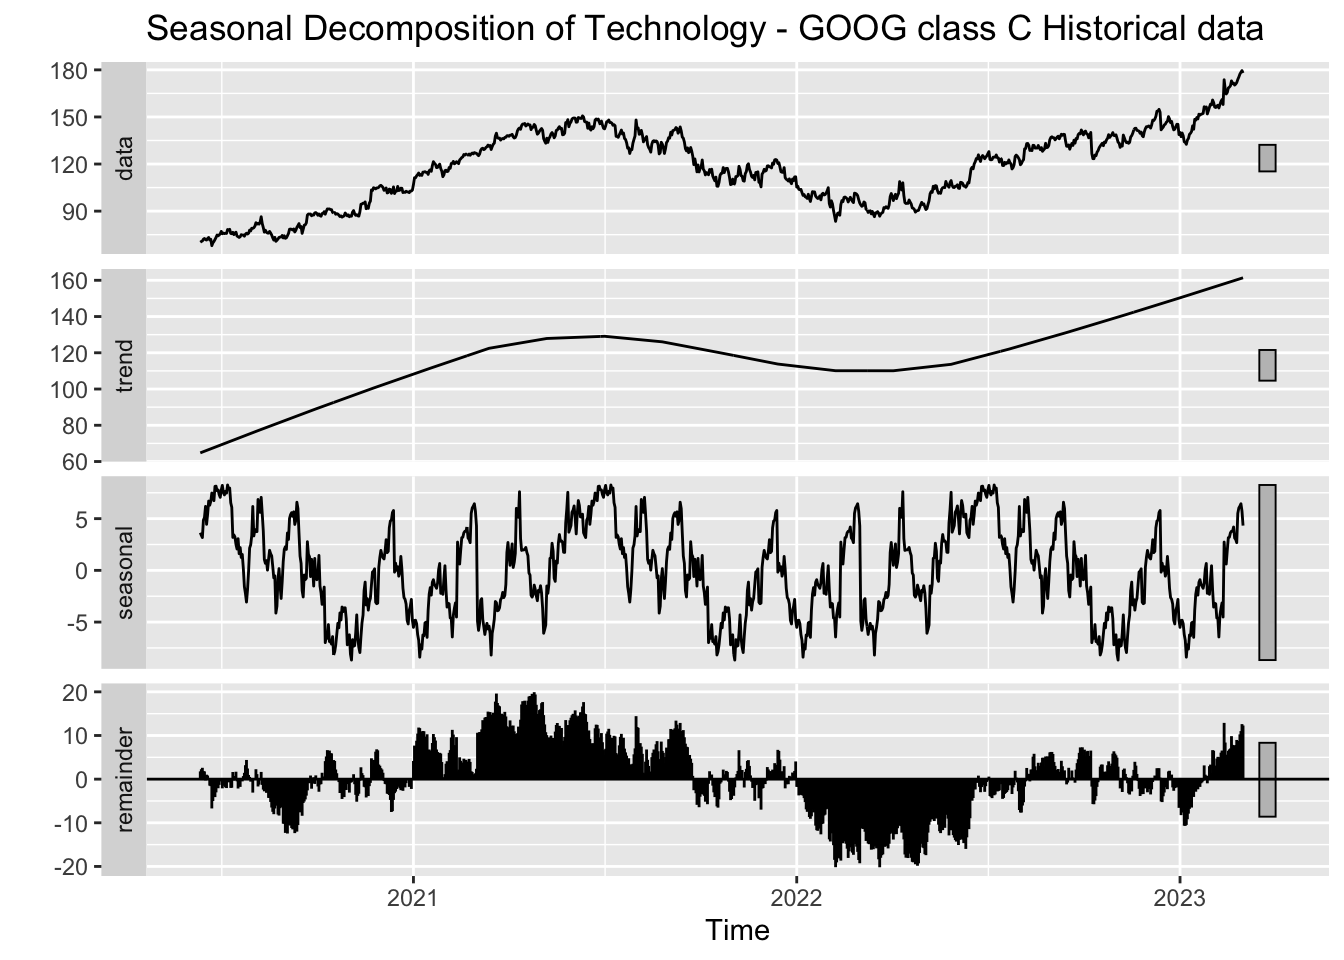 Seasonal Decomposition of Technology - GOOG class C Historical data
180
150
120
90
data
160
140
120
100
80
60
trend
5
0
-5
seasonal
20
10
0
-10
-20
remainder
2021 2022 2023
Time